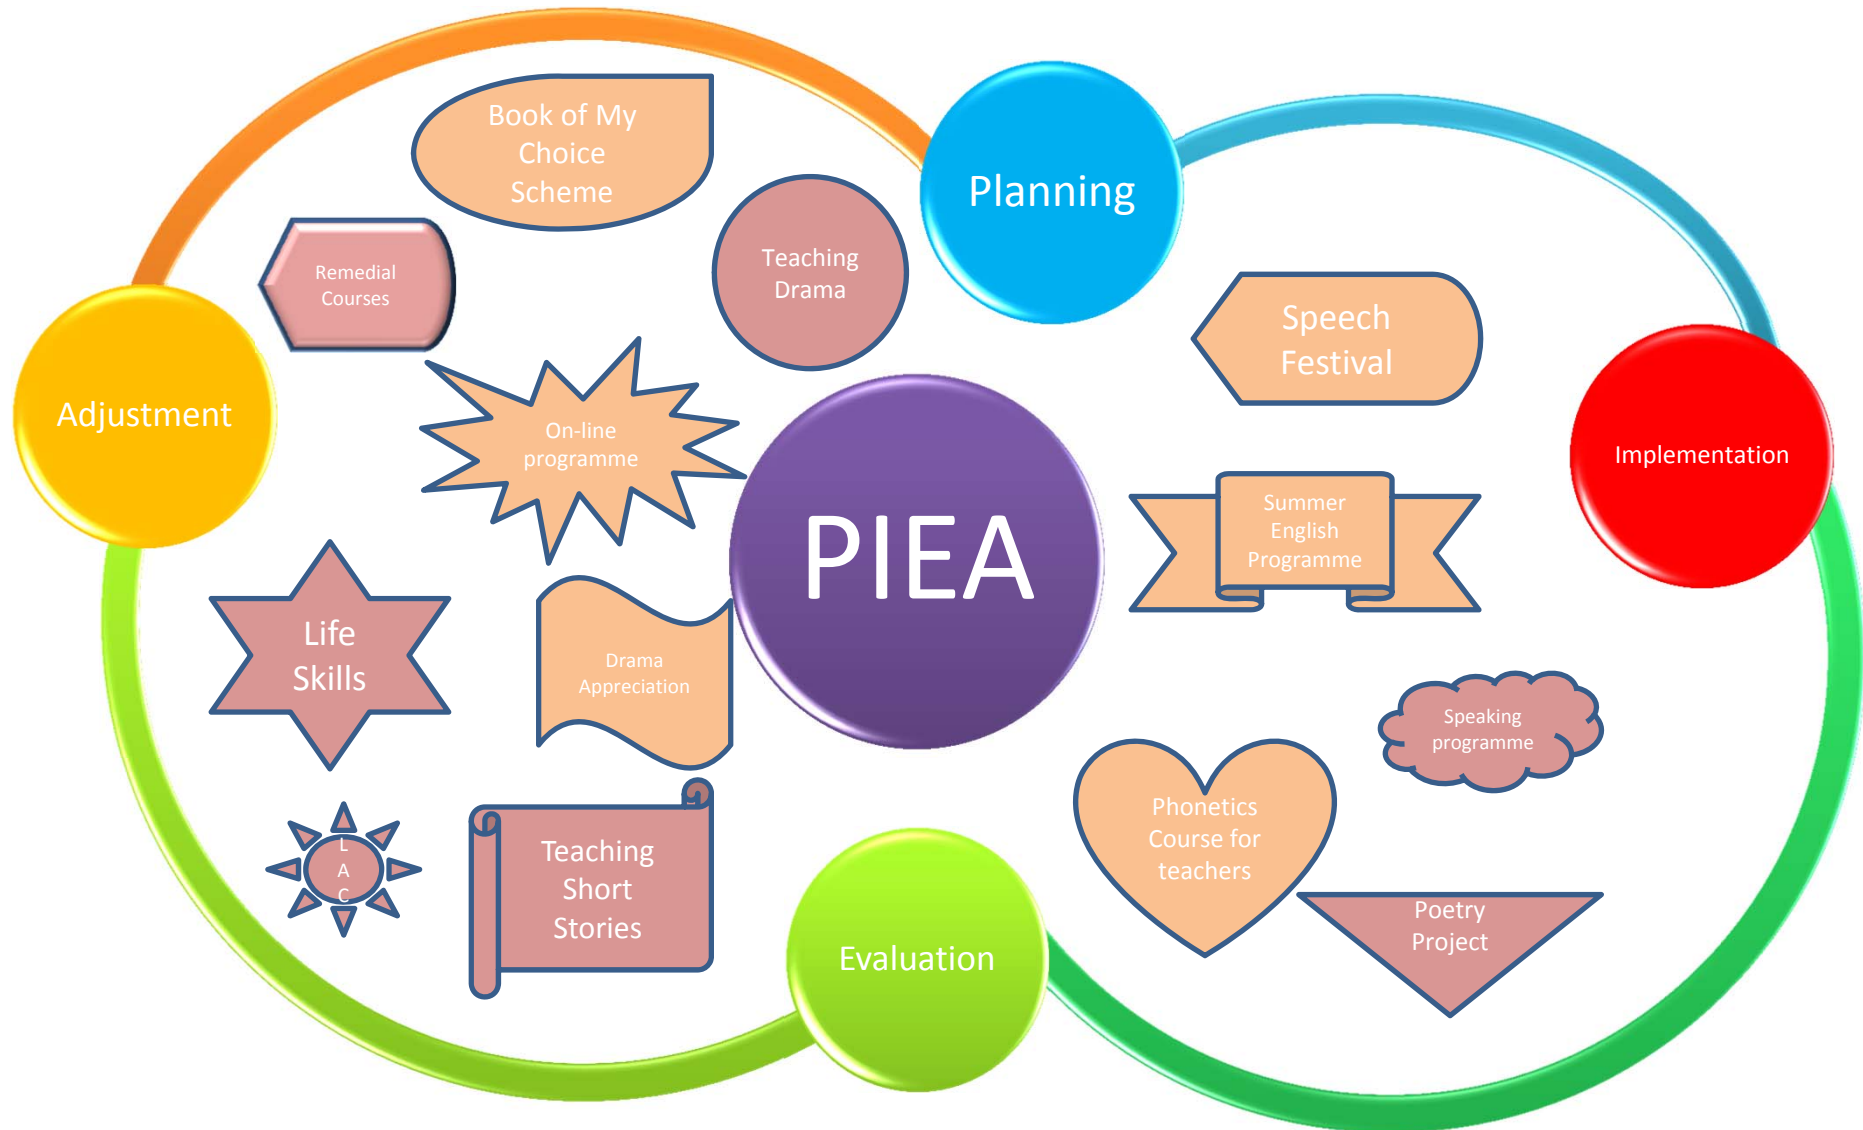 Book of My
Choice
Scheme
Planning
Teaching
Drama
Remedial
Courses
Speech
Festival
Adjustment
On-line
programme
Implementation
PIEA
Summer
English
Programme
Life
Skills
Drama
Appreciation
Speaking
programme
Phonetics
Course for
teachers
L
A
C
Teaching
Short
Stories
Poetry
Project
Evaluation